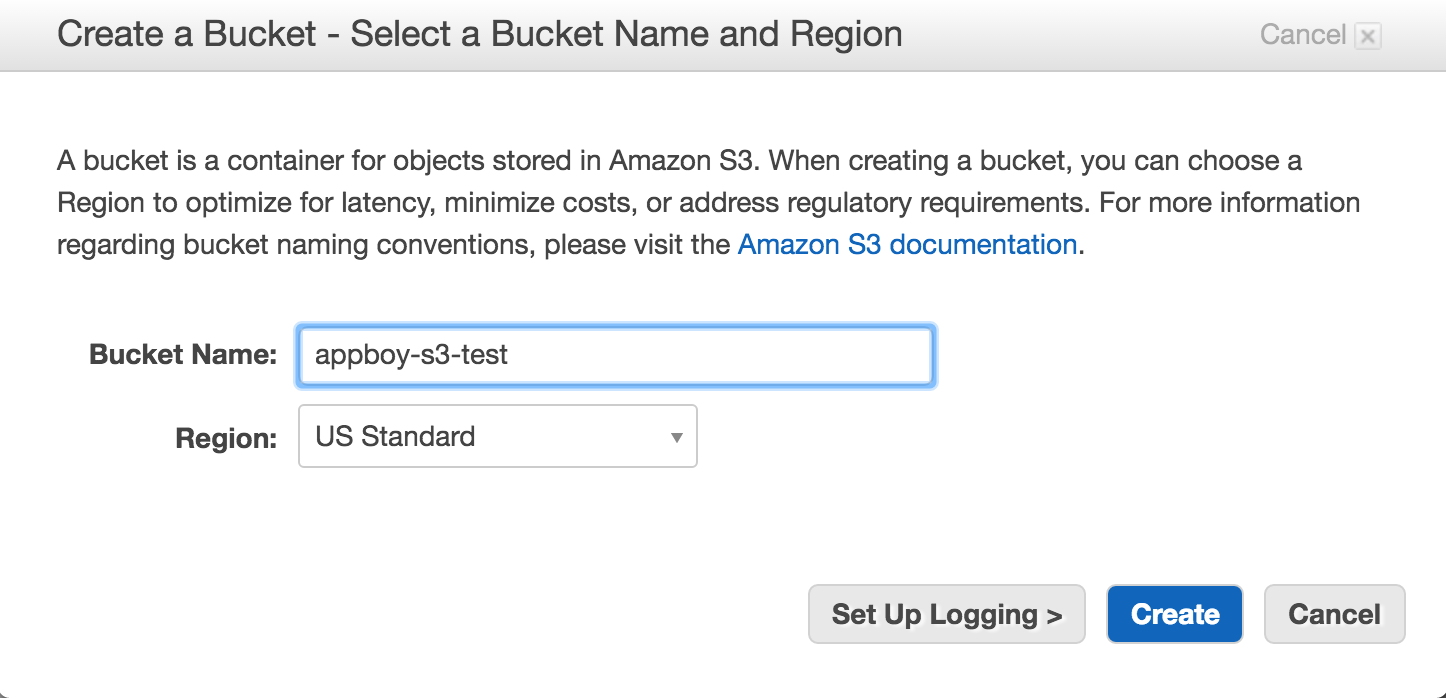 Create a Bucket - Select a Bucket Name and Region Cancel
A bucket is a container for objects stored in Amazon S3. When creating a bucket, you can choose a
Region to optimize for latency, minimize costs, or address regulatory requirements. For more information
regarding bucket naming conventions, please visit the Amazon S3 documentation.
Bucket Name: appboy-s3-test
Region: US Standard
Set Up Logging > Create Cancel